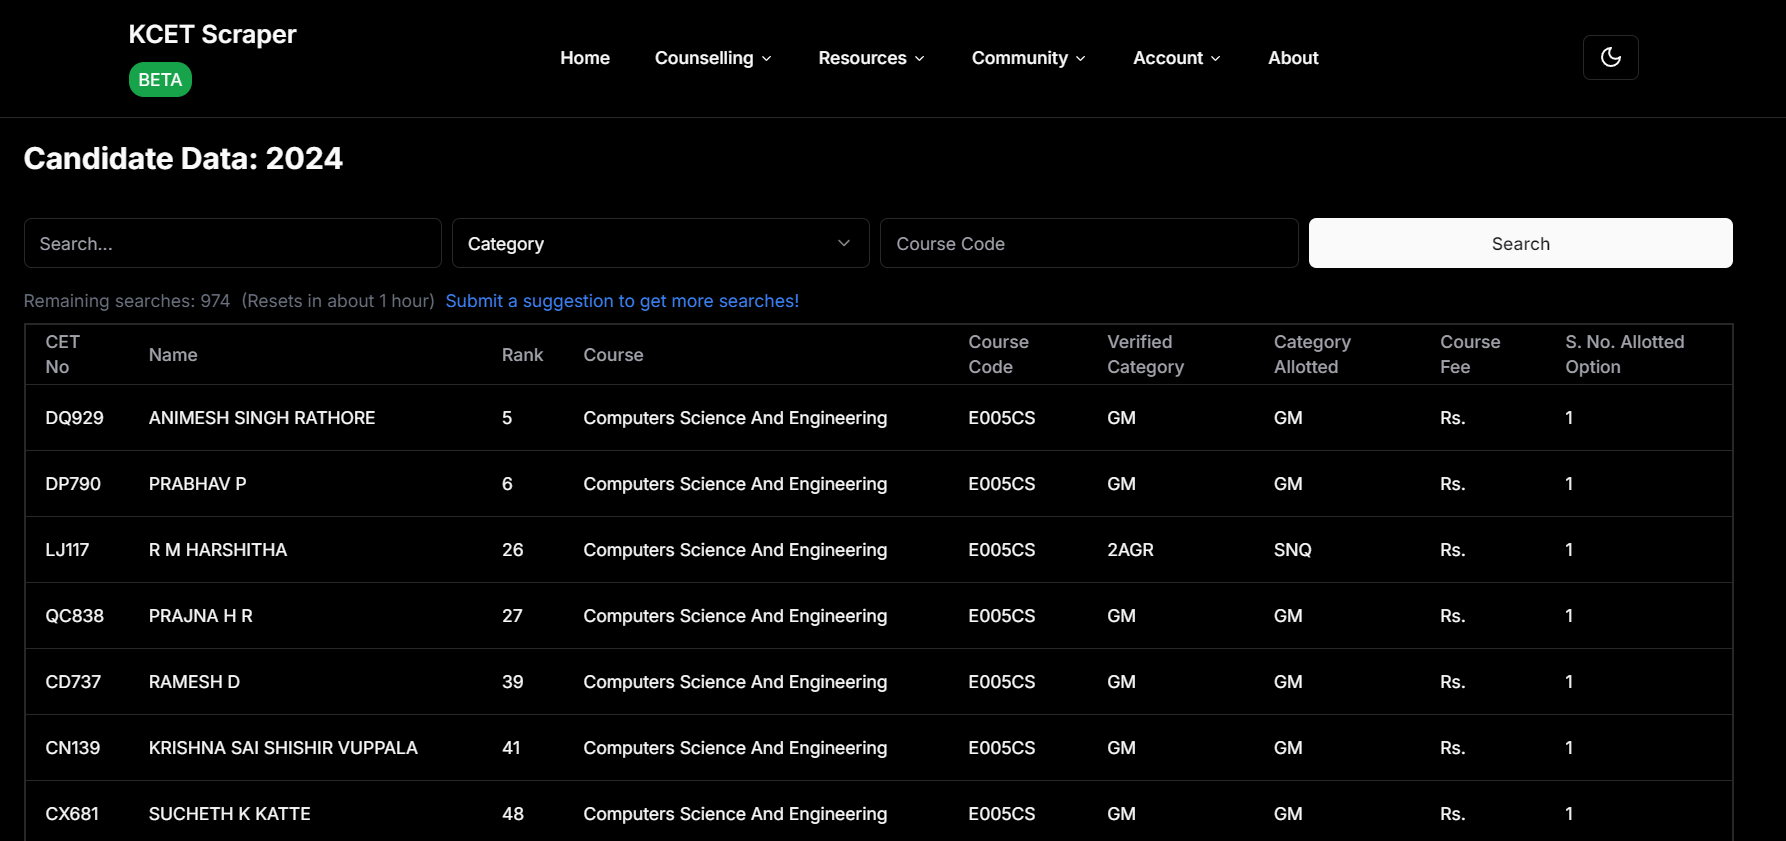 KCET Scraper
BETA
Home Counselling Resources Community Account About
Candidate Data: 2024
Search... Category Course Code Search
Remaining searches: 974 (Resets in about 1 hour) Submit a suggestion to get more searches!
CET No Name Rank Course Course Code Verified Category Category Allotted Course Fee S. No. Allotted Option
DQ929 ANIMESH SINGH RATHORE 5 Computers Science And Engineering E005CS GM GM Rs. 1
DP790 PRABHAV P 6 Computers Science And Engineering E005CS GM GM Rs. 1
LJ117 R M HARSHITHA 26 Computers Science And Engineering E005CS 2AGR SNQ Rs. 1
QC838 PRAJNA H R 27 Computers Science And Engineering E005CS GM GM Rs. 1
CD737 RAMESH D 39 Computers Science And Engineering E005CS GM GM Rs. 1
CN139 KRISHNA SAI SHISHIR VUPPALA 41 Computers Science And Engineering E005CS GM GM Rs. 1
CX681 SUCHETH K KATTE 48 Computers Science And Engineering E005CS GM GM Rs. 1